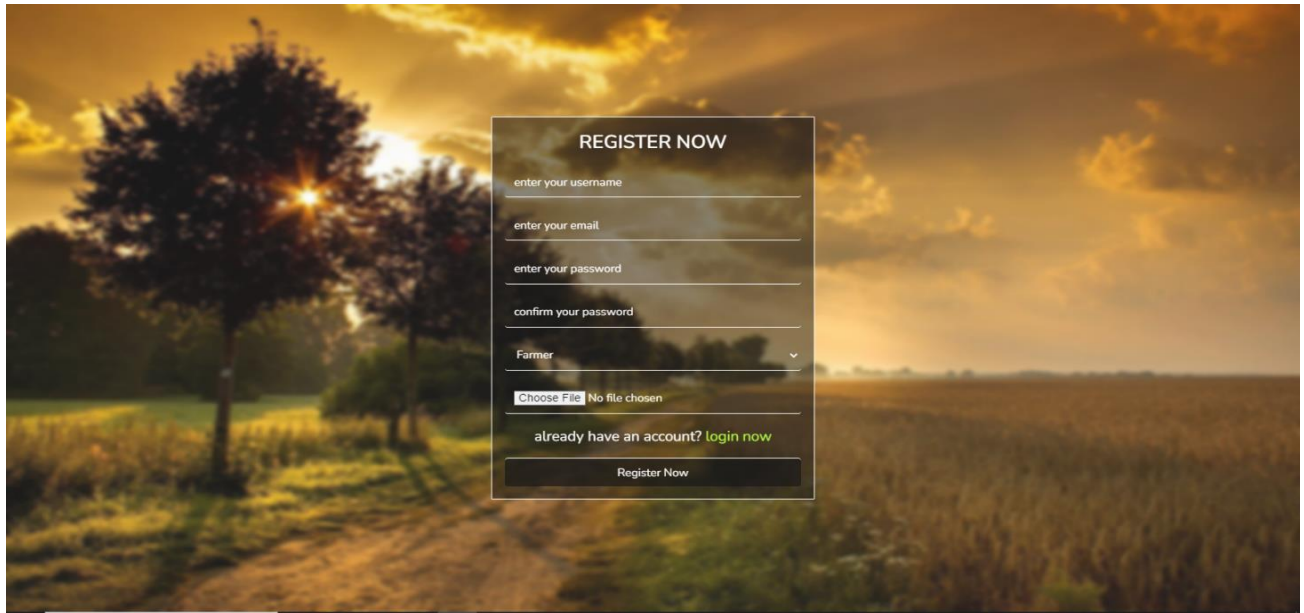 REGISTER NOW
enter your username
enter your email
enter your password
confirm your password
Farmer
Choose File No file chosen
already have an account? login now
Register Now